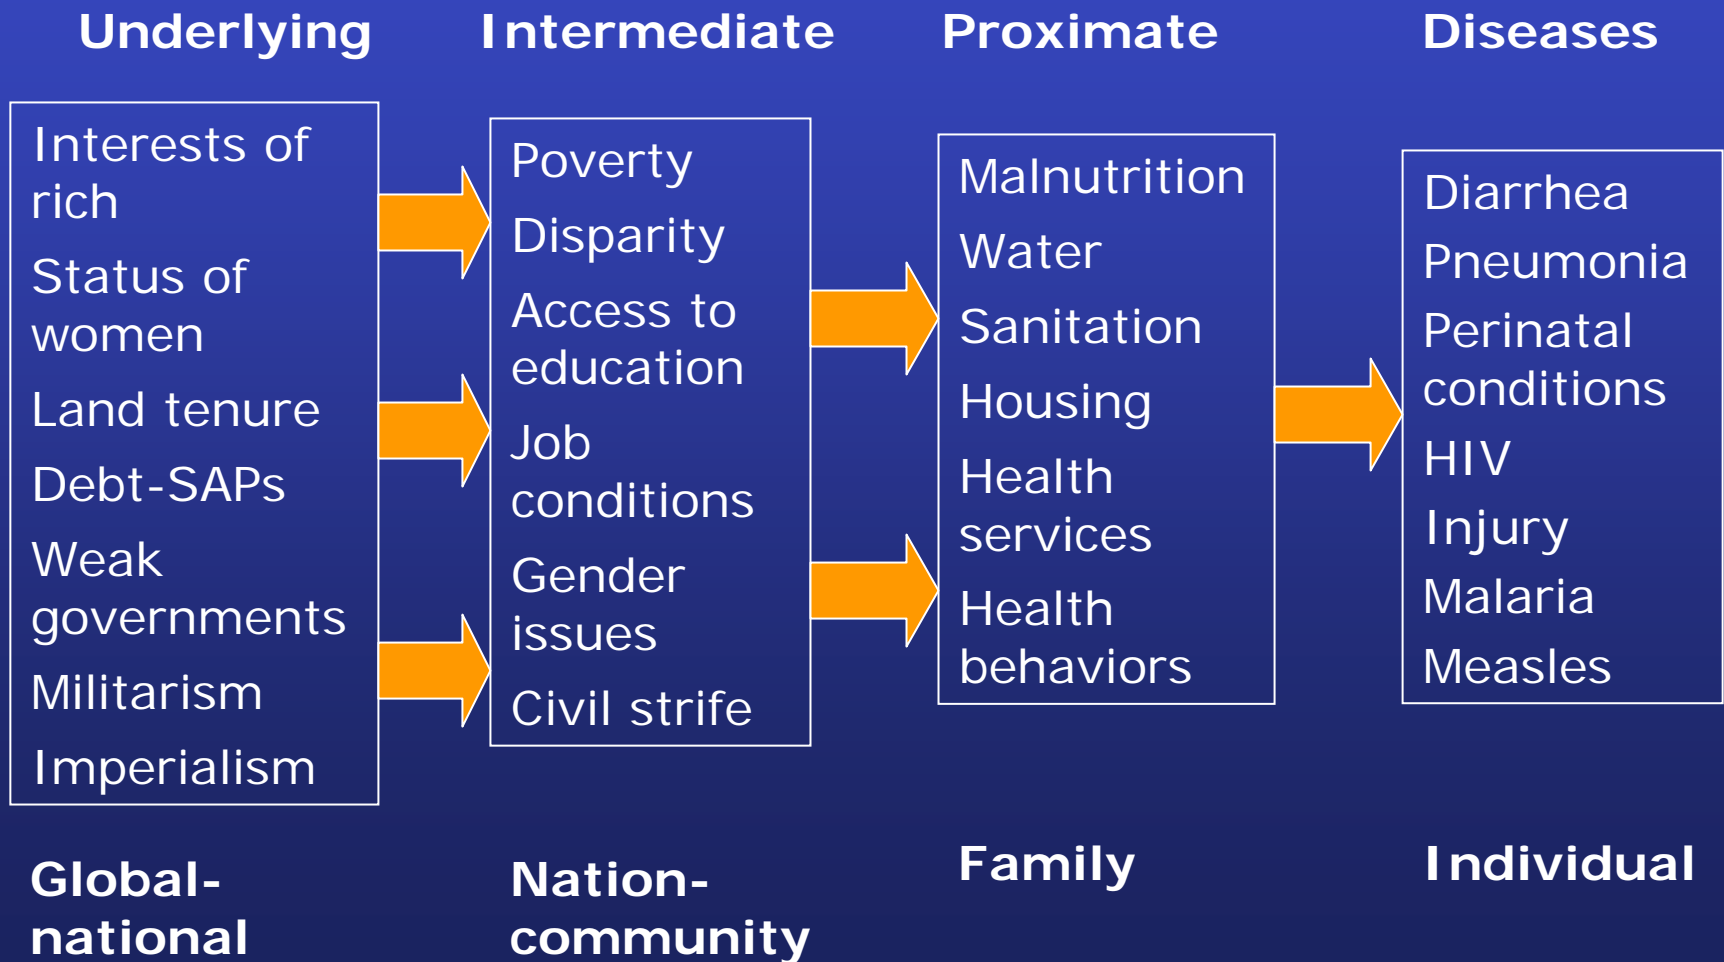 Underlying
Intermediate
Proximate
Diseases
Interests of
rich
Status of
women
Land tenure
Debt-SAPs
Weak
governments
Militarism
Imperialism
Poverty
Disparity
Access to
education
Job
conditions
Gender
issues
Civil strife
Malnutrition
Water
Sanitation
Housing
Health
services
Health
behaviors
Diarrhea
Pneumonia
Perinatal
conditions
HIV
Injury
Malaria
Measles
Global-
national
Nation-
community
Family
Individual